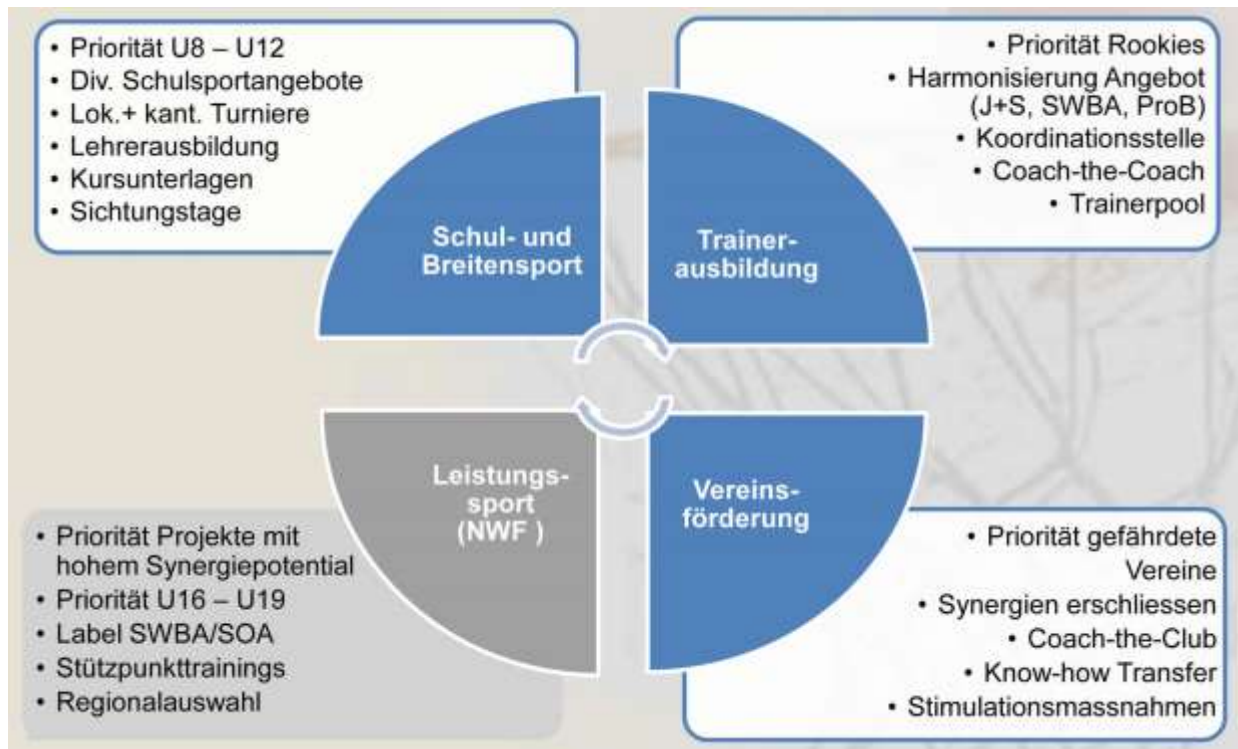 • Priorität U8 – U12
• Div. Schulsportangebote
• Lok.+ kant. Turniere
• Lehrerausbildung
• Kursunterlagen
• Sichtungstage
Schul- und
Breitensport
• Priorität Rookies
• Harmonisierung Angebot
(J+S, SWBA, ProB)
• Koordinationsstelle
• Coach-the-Coach
• Trainerpool
Trainer-
ausbildung
Leistungs-
sport
(NWF )
• Priorität Projekte mit
hohem Synergiepotential
• Priorität U16 – U19
• Label SWBA/SOA
• Stützpunkttrainings
• Regionalauswahl
Vereins-
förderung
• Priorität gefährdete
Vereine
• Synergien erschliessen
• Coach-the-Club
• Know-how Transfer
• Stimulationsmassnahmen